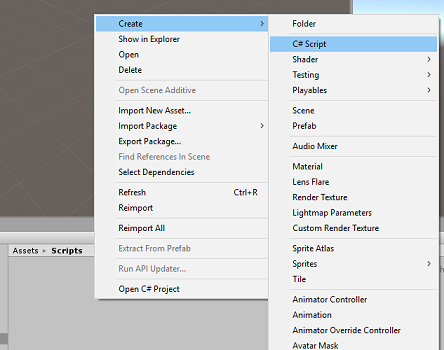 Create
Show in Explorer
Open
Delete
Open Scene Additive
Import New Asset...
Import Package
Export Package...
Find References In Scene
Select Dependencies
Refresh Ctrl+R
Reimport
Reimport All
Extract From Prefab
Run API Updater...
Open C# Project
Folder
C# Script
Shader
Testing
Playables
Scene
Prefab
Audio Mixer
Material
Lens Flare
Render Texture
Lightmap Parameters
Custom Render Texture
Sprite Atlas
Sprites
Tile
Animator Controller
Animation
Animator Override Controller
Avatar Mask
Assets ▸ Scripts